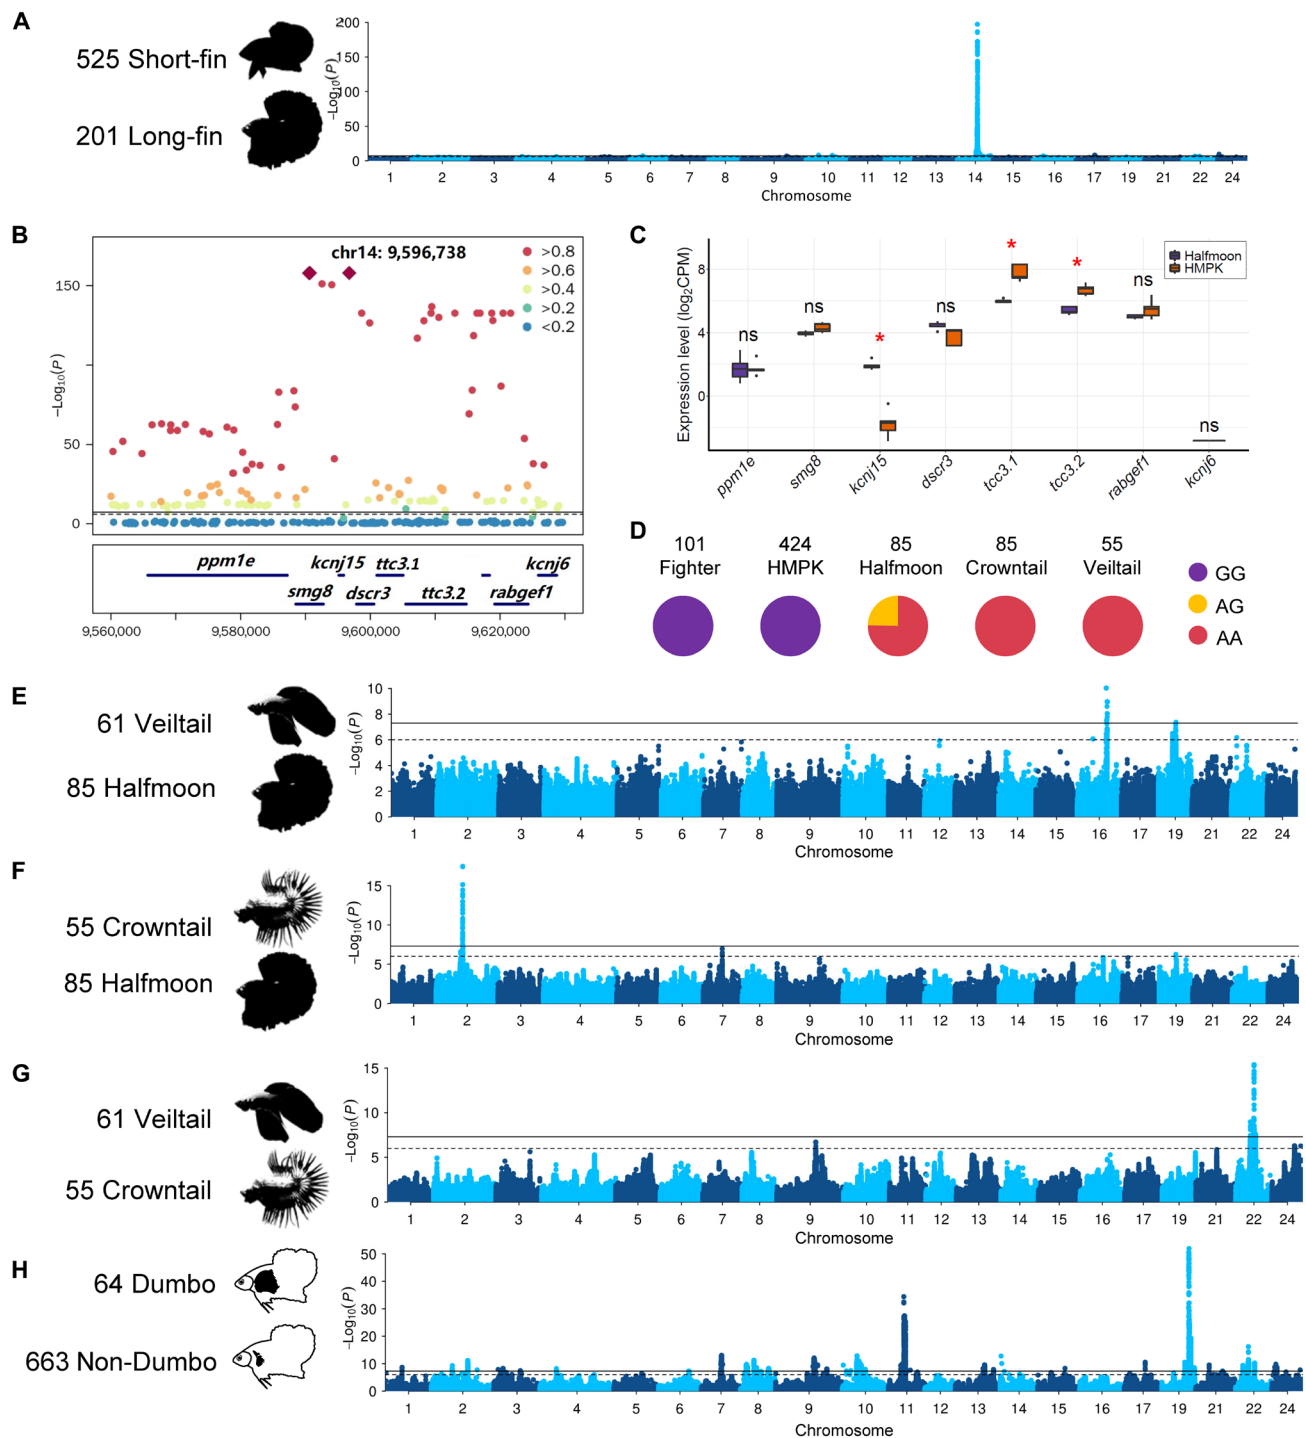 A
525 Short-fin
201 Long-fin
−Log10(P)
200
150
100
50
0
1 2 3 4 5 6 7 8 9 10 11 12 13 14 15 16 17 19 21 22 24
Chromosome
B
chr14: 9,596,738
>0.8
>0.6
>0.4
>0.2
<0.2
−Log10(P)
150
50
0
ppm1e kcnj15 ttc3.1 kcnj6
smg8 dscr3 ttc3.2 rabgef1
9,560,000 9,580,000 9,600,000 9,620,000
C
Expression level (log2CPM)
8
4
0
Halfmoon
HMPK
ns ns * ns * * ns ns
ppm1e smg8 kcnj15 dscr3 tcc3.1 tcc3.2 rabgef1 kcnj6
D
101 424 85 85 55
Fighter HMPK Halfmoon Crowntail Veiltail
GG
AG
AA
E
61 Veiltail
85 Halfmoon
−Log10(P)
10
8
6
4
2
0
1 2 3 4 5 6 7 8 9 10 11 12 13 14 15 16 17 19 21 22 24
Chromosome
F
55 Crowntail
85 Halfmoon
−Log10(P)
15
10
5
0
1 2 3 4 5 6 7 8 9 10 11 12 13 14 15 16 17 19 21 22 24
Chromosome
G
61 Veiltail
55 Crowntail
−Log10(P)
15
10
5
0
1 2 3 4 5 6 7 8 9 10 11 12 13 14 15 16 17 19 21 22 24
Chromosome
H
64 Dumbo
663 Non-Dumbo
−Log10(P)
50
40
30
20
10
0
1 2 3 4 5 6 7 8 9 10 11 12 13 14 15 16 17 19 21 22 24
Chromosome